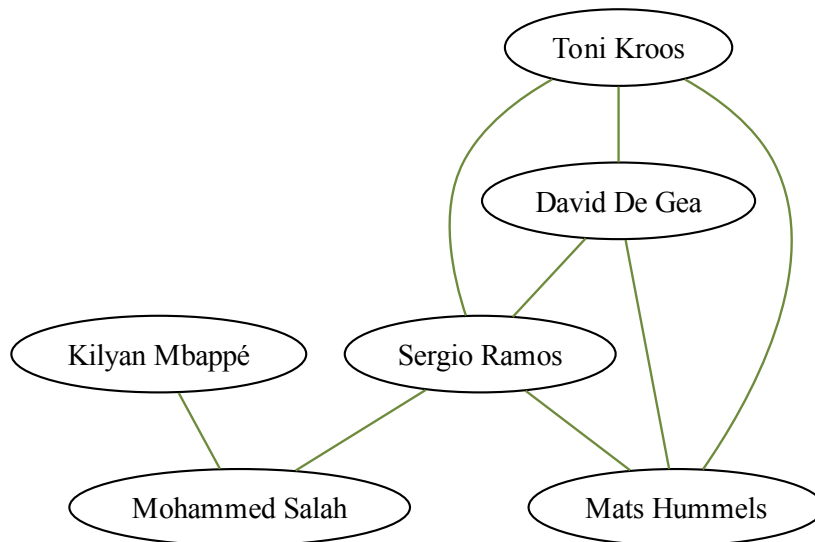 Toni Kroos
David De Gea
Kilyan Mbappé
Sergio Ramos
Mohammed Salah
Mats Hummels